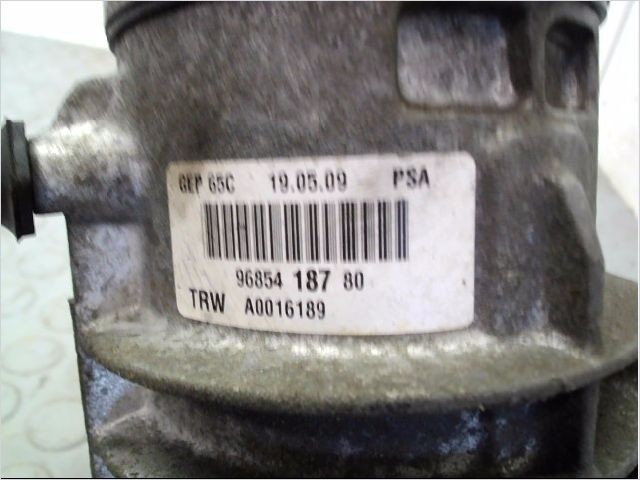 GEP 65C 19.05.09 PSA
96854 187 80
TRW A0016189